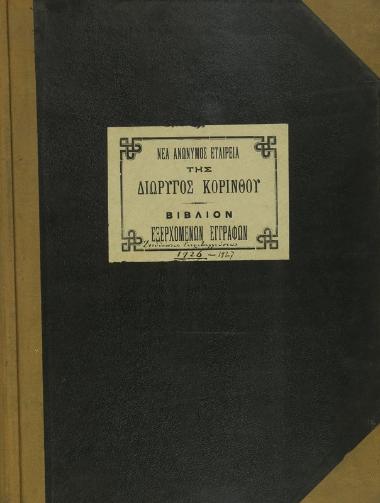 ΝΕΑ ΑΝΩΝΥΜΟΣ ΕΤΑΙΡΕΙΑ
ΤΗΣ
ΔΙΩΡΥΓΟΣ ΚΟΡΙΝΘΟΥ
ΒΙΒΛΙΟΝ
ΕΞΕΡΧΟΜΕΝΩΝ ΕΓΓΡΑΦΩΝ
1926-1927